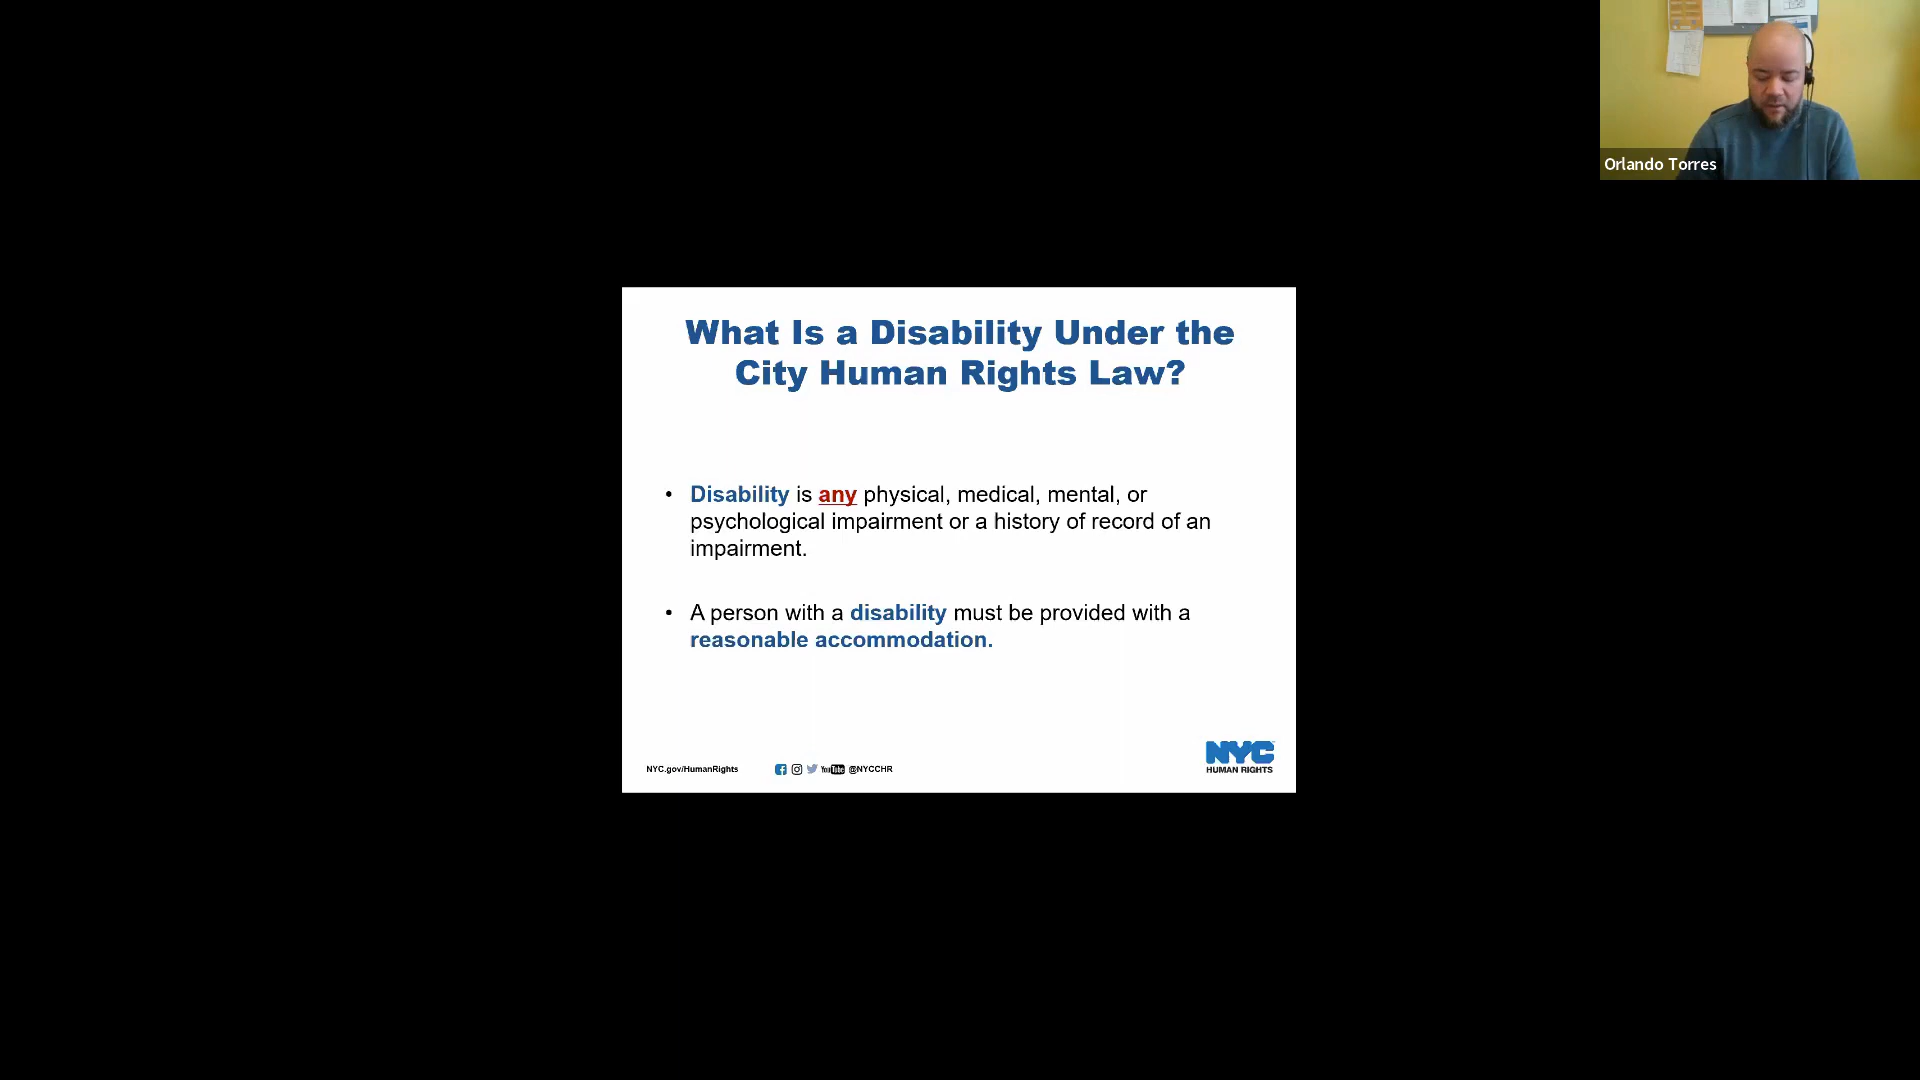 Orlando Torres
What Is a Disability Under the
City Human Rights Law?
• Disability is any physical, medical, mental, or
psychological impairment or a history of record of an
impairment.
• A person with a disability must be provided with a
reasonable accommodation.
NYC.gov/HumanRights
YouTube @NYCCHR
NYC
HUMAN RIGHTS